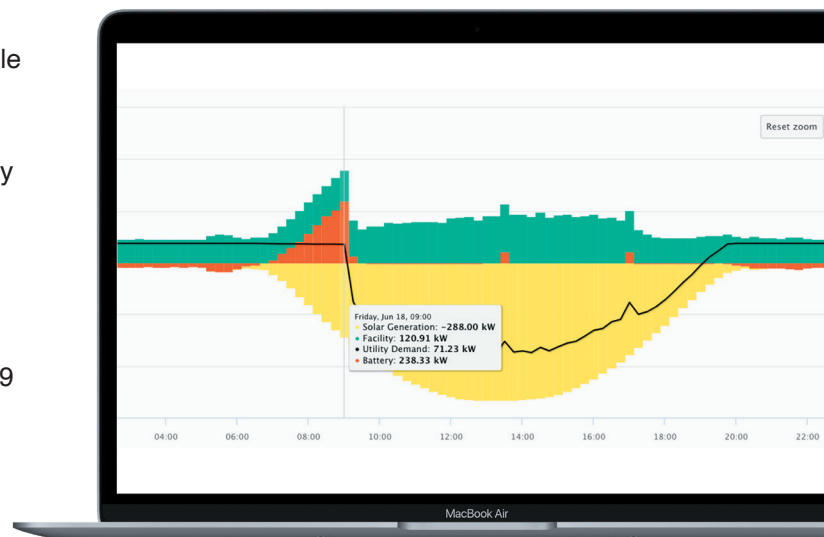 le
y
9
Reset zoom
Friday, Jun 18, 09:00
Solar Generation: -288.00 kW
Facility: 120.91 kW
Utility Demand: 71.23 kW
Battery: 238.33 kW
04:00 06:00 08:00 10:00 12:00 14:00 16:00 18:00 20:00 22:00
MacBook Air